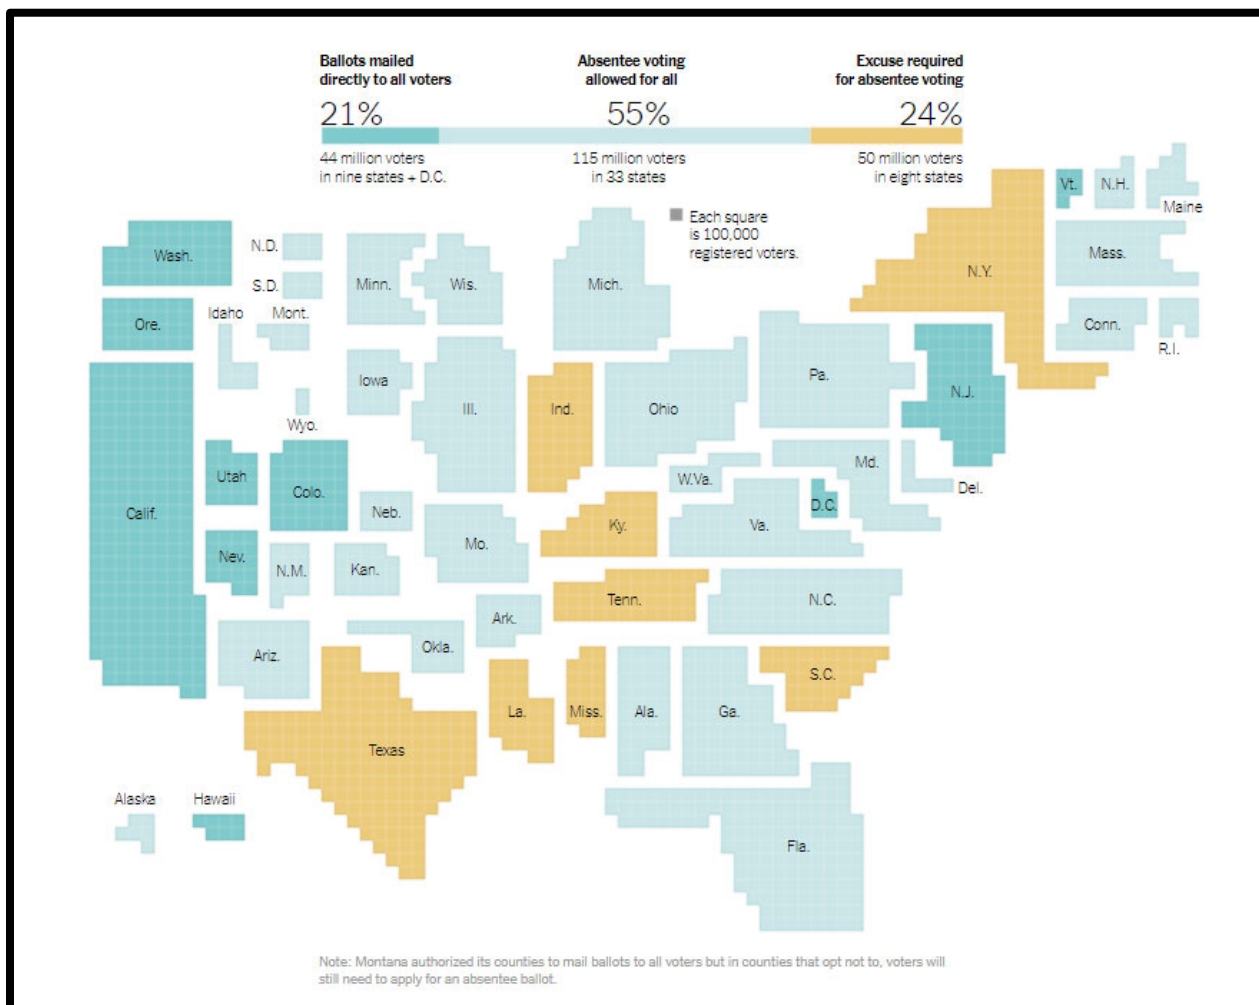 Ballots mailed
directly to all voters
21%
44 million voters
in nine states + D.C.
Absentee voting
allowed for all
55%
115 million voters
in 33 states
Excuse required
for absentee voting
24%
50 million voters
in eight states
Each square
is 100,000
registered voters.
Vt.
N.H.
Maine
Wash.
N.D.
S.D.
Minn.
Wis.
Mich.
N.Y.
Mass.
Ore.
Idaho
Mont.
Conn.
R.I.
Iowa
Ill.
Ind.
Ohio
Pa.
N.J.
Wyo.
Utah
Colo.
Calif.
Neb.
Mo.
Ky.
W.Va.
Va.
Md.
D.C.
Del.
Nev.
N.M.
Kan.
Tenn.
N.C.
Ark.
Okla.
Ariz.
S.C.
La.
Miss.
Ala.
Ga.
Texas
Alaska
Hawaii
Fla.
Note: Montana authorized its counties to mail ballots to all voters but in counties that opt not to, voters will
still need to apply for an absentee ballot.